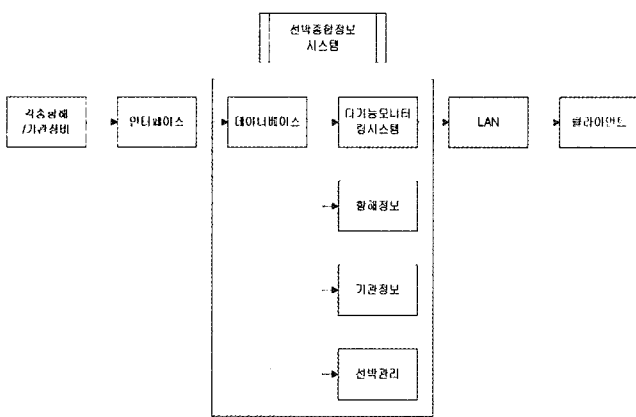 선박종합정보
시스템
각종항해
/기관장비
인터페이스
데이터베이스
다기능모니터
링시스템
LAN
클라이언트
항해정보
기관정보
선박관리